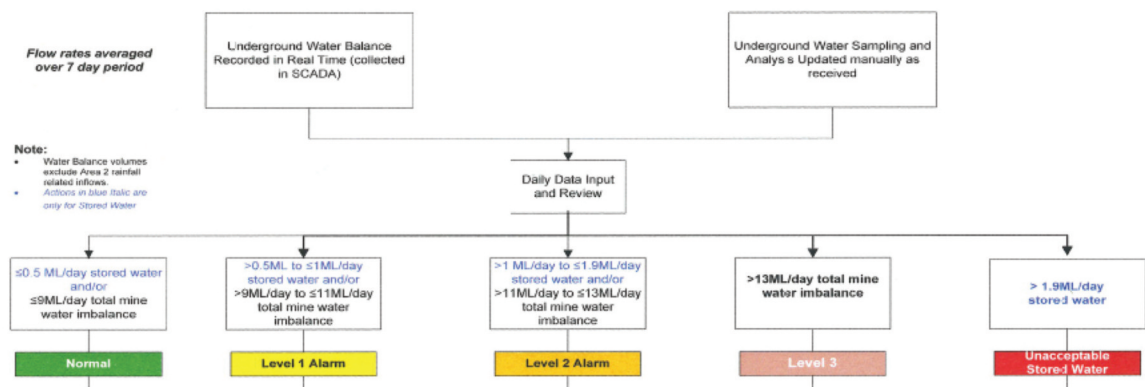 Flow rates averaged
over 7 day period
Underground Water Balance
Recorded in Real Time (collected
in SCADA)
Underground Water Sampling and
Analys s Updated manually as
received
Note:
• Water Balance volumes
exclude Area 2 rainfall
related inflows.
• Actions in blue Italic are
only for Stored Water
Daily Data Input
and Review
≤0.5 ML/day stored water
and/or
≤9ML/day total mine
water imbalance
>0.5ML to ≤1ML/day
stored water and/or
>9ML/day to ≤11ML/day
total mine water
imbalance
>1 ML/day to ≤1.9ML/day
stored water and/or
>11ML/day to ≤13ML/day
total mine water
imbalance
>13ML/day total mine
water imbalance
> 1.9ML/day
stored water
Normal
Level 1 Alarm
Level 2 Alarm
Level 3
Unacceptable
Stored Water